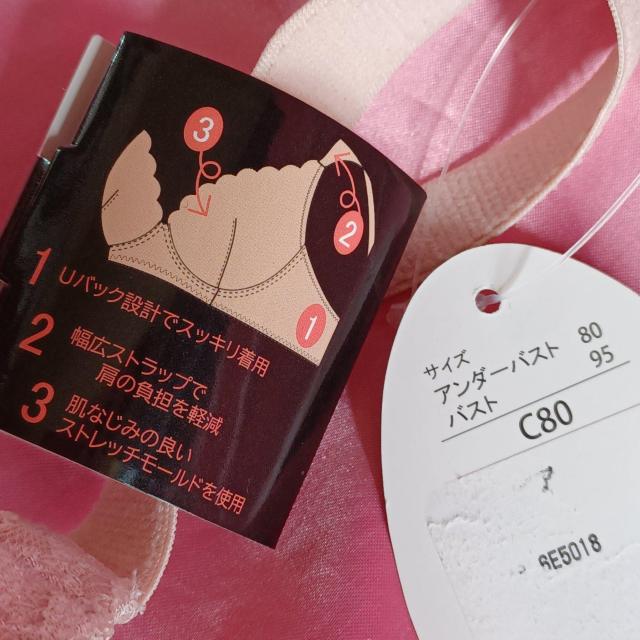 3
2
1
1 Uバック設計でスッキリ着用
2 幅広ストラップで
肩の負担を軽減
3 肌なじみの良い
ストレッチモールドを使用
サイズ
アンダーバスト 80
バスト 95
C80
6E5018